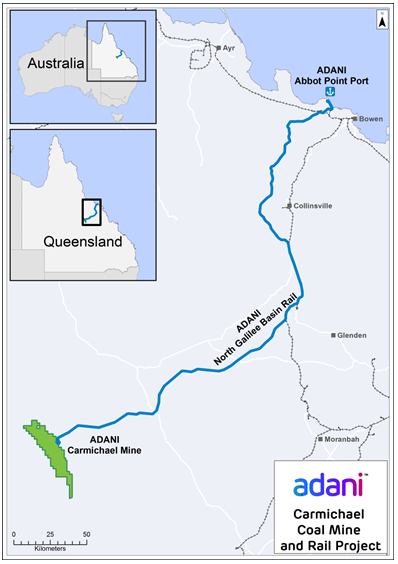 Australia
Queensland
Ayr
ADANI
Abbot Point Port
Bowen
Collinsville
ADANI
North Galilee Basin Rail
Glenden
Moranbah
ADANI
Carmichael Mine
0 25 50
Kilometers
adani™
Carmichael
Coal Mine
and Rail Project